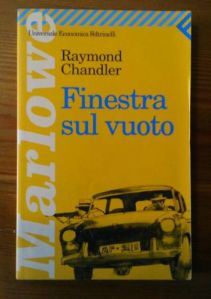 Universale Economica Feltrinelli
Raymond
Chandler
Finestra
sul vuoto
Marlowe